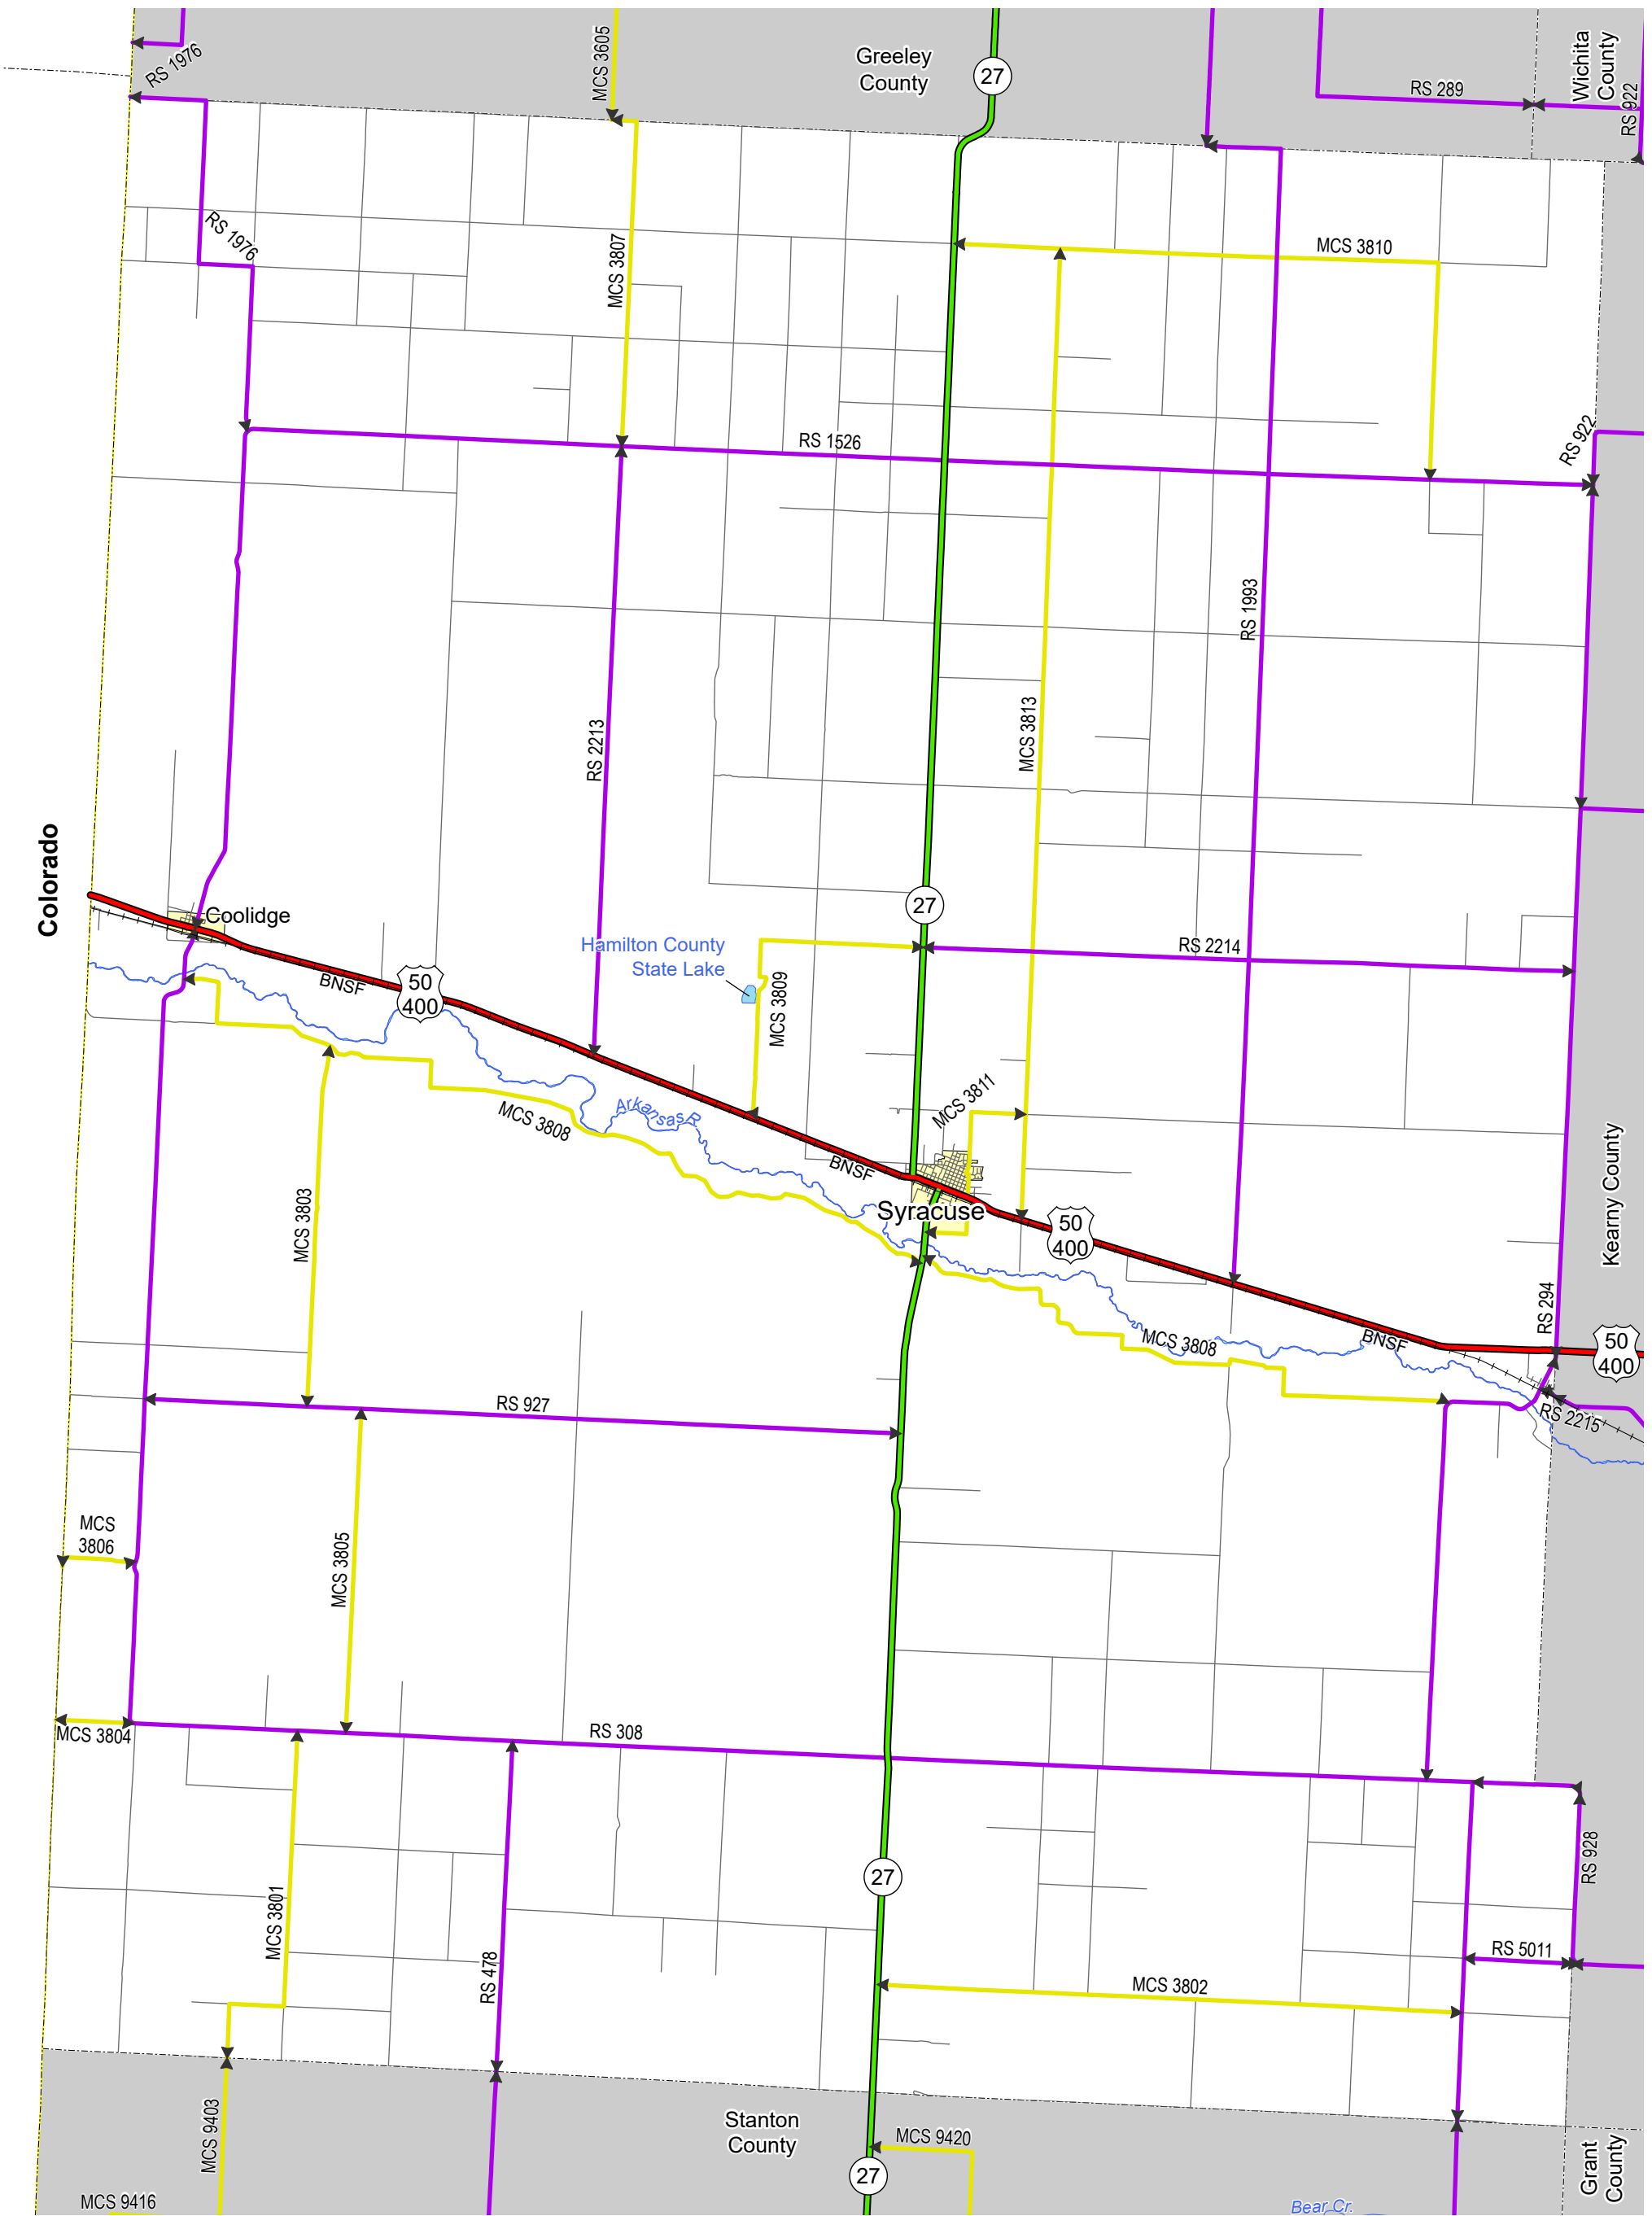 RS 1976
MCS 3605
Greeley
County
27
RS 289
Wichita
County
RS 922
RS 1976
MCS 3807
MCS 3810
RS 1526
RS 922
RS 1993
RS 2213
MCS 3813
Colorado
27
Coolidge
Hamilton County
State Lake
RS 2214
BNSF
50
400
MCS 3809
MCS 3811
MCS 3808
Arkansas R.
BNSF
Syracuse
50
400
Kearny County
MCS 3803
RS 294
MCS 3808
BNSF
50
400
RS 927
RS 2215
MCS
3806
MCS 3805
MCS 3804
RS 308
27
RS 928
MCS 3801
RS 478
RS 5011
MCS 3802
MCS 9403
Stanton
County
MCS 9420
27
Grant
County
MCS 9416
Bear Cr.